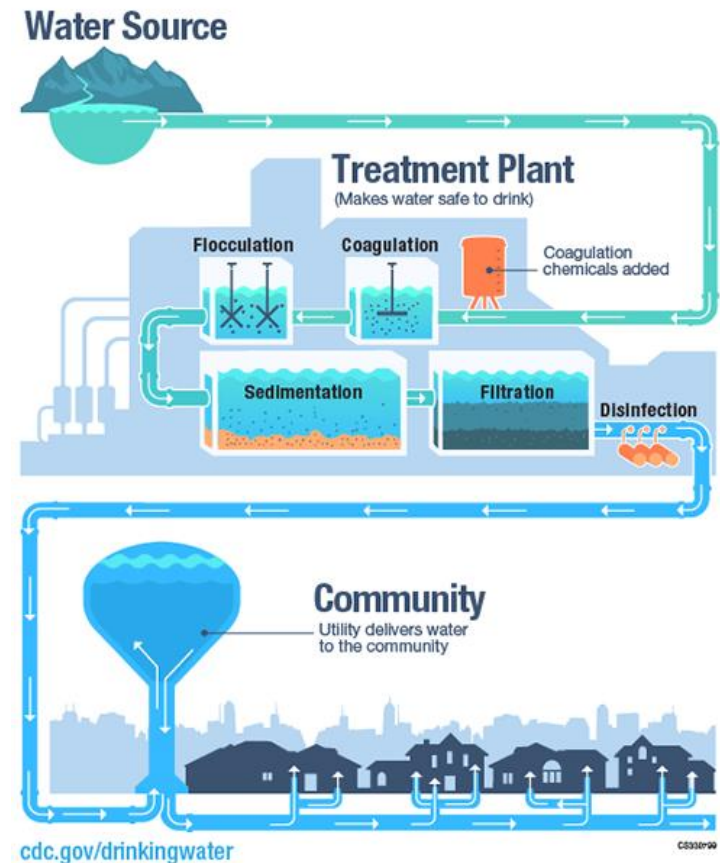 Water Source
Treatment Plant
(Makes water safe to drink)
Flocculation
Coagulation
Coagulation
chemicals added
Sedimentation
Filtration
Disinfection
Community
Utility delivers water
to the community
cdc.gov/drinkingwater